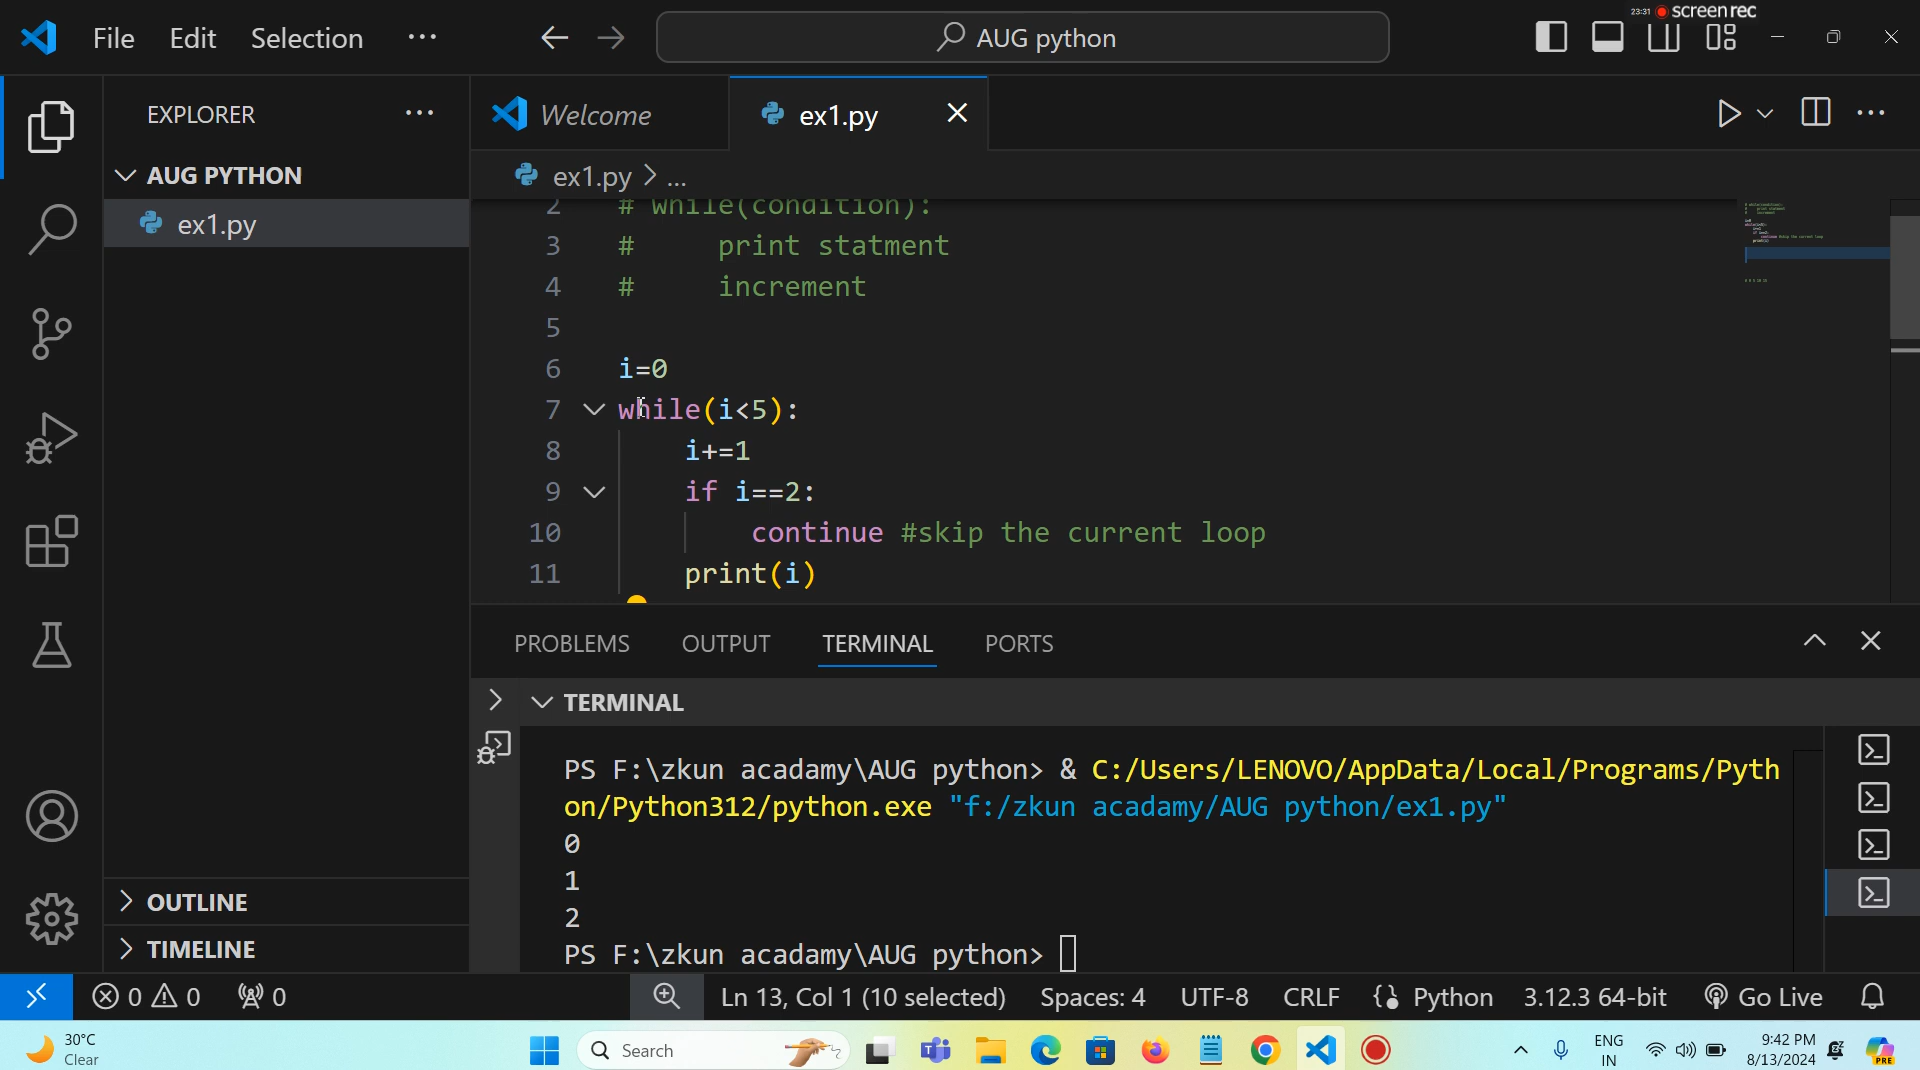 23:31 screen rec
File Edit Selection ... AUG python
EXPLORER ...
Welcome
ex1.py
AUG PYTHON
ex1.py
ex1.py > ...
2 # while(condition):
3 # print statment
4 # increment
5
6 i=0
7 while(i<5):
8 i+=1
9 if i==2:
10 continue #skip the current loop
11 print(i)
PROBLEMS OUTPUT TERMINAL PORTS
TERMINAL
PS F:\zkun acadamy\AUG python> & C:/Users/LENOVO/AppData/Local/Programs/Pyth
on/Python312/python.exe "f:/zkun acadamy/AUG python/ex1.py"
0
1
2
PS F:\zkun acadamy\AUG python>
OUTLINE
TIMELINE
0 0 0 Ln 13, Col 1 (10 selected) Spaces: 4 UTF-8 CRLF Python 3.12.3 64-bit Go Live
30°C
Clear
Search
ENG
IN
9:42 PM
8/13/2024
PRE